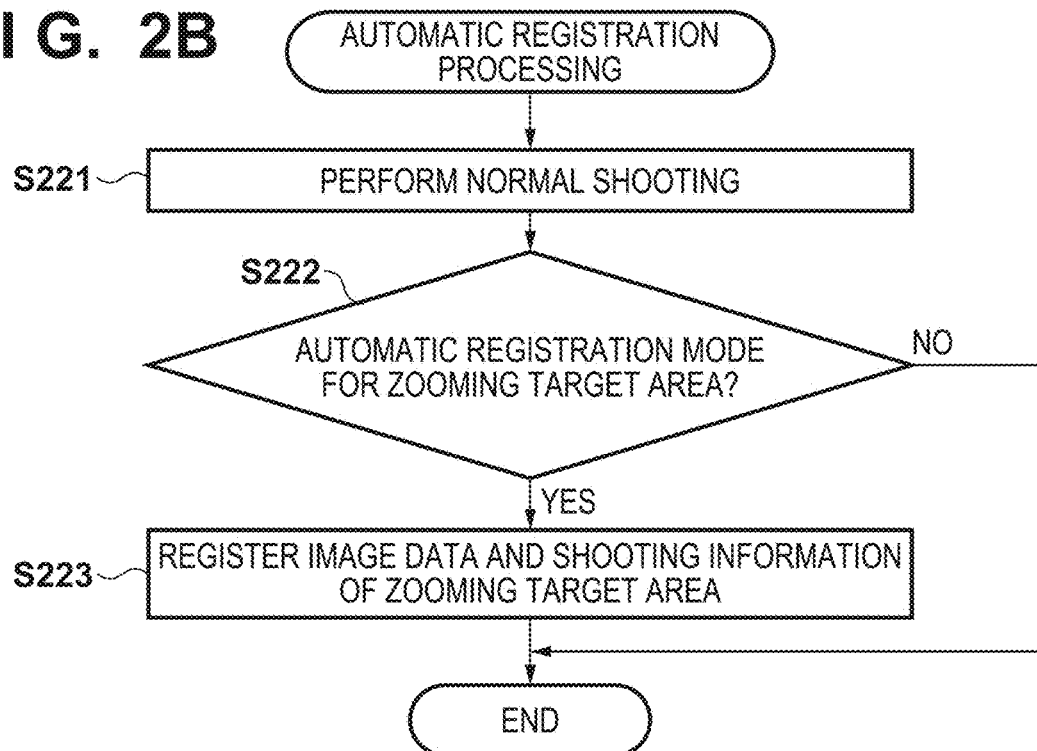 I G. 2B
AUTOMATIC REGISTRATION
PROCESSING
S221
PERFORM NORMAL SHOOTING
S222
AUTOMATIC REGISTRATION MODE
FOR ZOOMING TARGET AREA?
NO
YES
S223
REGISTER IMAGE DATA AND SHOOTING INFORMATION
OF ZOOMING TARGET AREA
END